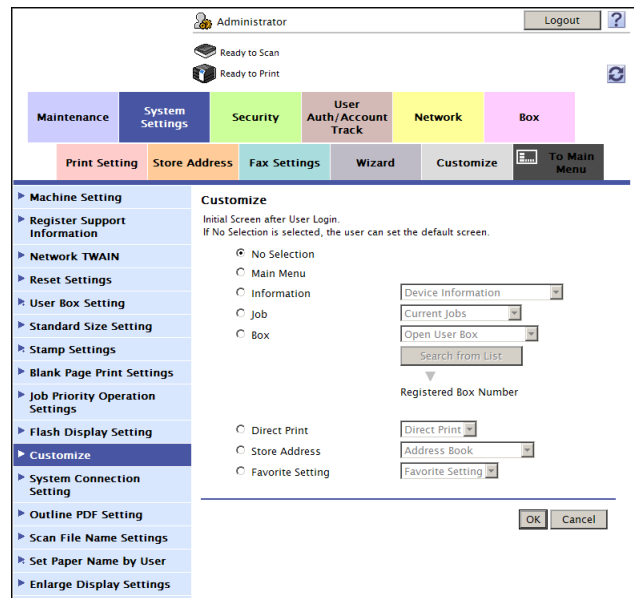 Administrator
Logout
?
Ready to Scan
Ready to Print
Maintenance
System
Settings
Security
User
Auth/Account
Track
Network
Box
Print Setting
Store Address
Fax Settings
Wizard
Customize
To Main
Menu
Machine Setting
Register Support
Information
Network TWAIN
Reset Settings
User Box Setting
Standard Size Setting
Stamp Settings
Blank Page Print Settings
Job Priority Operation
Settings
Flash Display Setting
Customize
System Connection
Setting
Outline PDF Setting
Scan File Name Settings
Set Paper Name by User
Enlarge Display Settings
Customize
Initial Screen after User Login.
If No Selection is selected, the user can set the default screen.
No Selection
Main Menu
Information Device Information
Job Current Jobs
Box Open User Box
Search from List
Registered Box Number
Direct Print Direct Print
Store Address Address Book
Favorite Setting Favorite Setting
OK Cancel